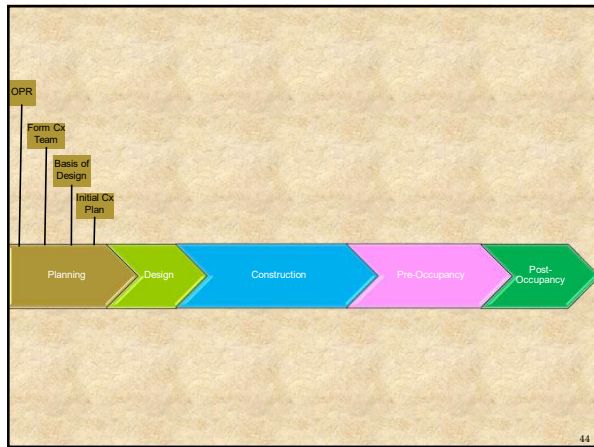 OPR
Form Cx
Team
Basis of
Design
Initial Cx
Plan
Planning
Design
Construction
Pre-Occupancy
Post-
Occupancy
44